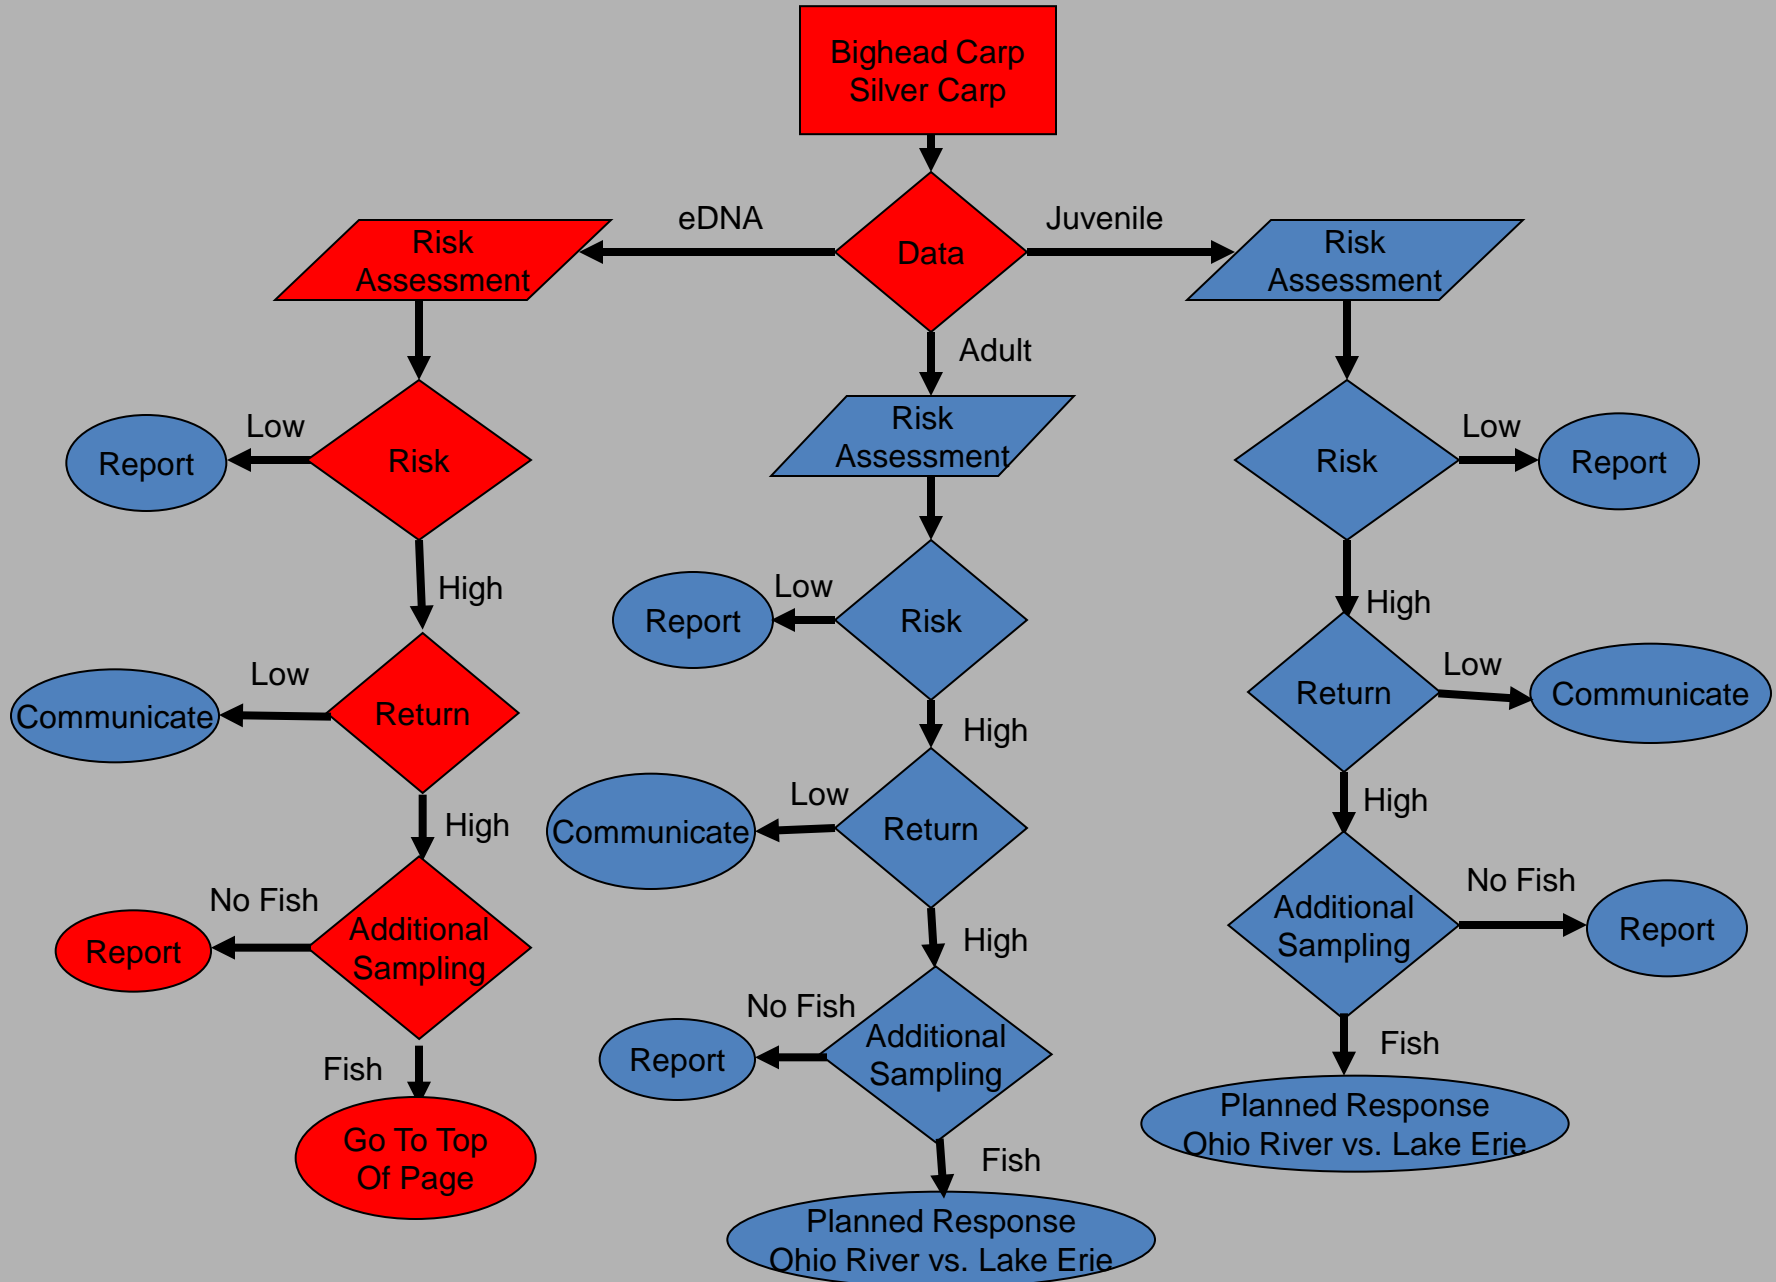 Bighead Carp
Silver Carp
eDNA
Data
Juvenile
Adult
Risk
Assessment
Low
Report
Risk
High
Low
Communicate
Return
High
No Fish
Report
Additional
Sampling
Fish
Go To Top
Of Page
Risk
Assessment
Low
Report
Risk
High
Low
Communicate
Return
High
No Fish
Report
Additional
Sampling
Fish
Planned Response
Ohio River vs. Lake Erie
Risk
Assessment
Risk
Low
Report
High
Return
Low
Communicate
High
Additional
Sampling
No Fish
Report
Fish
Planned Response
Ohio River vs. Lake Erie